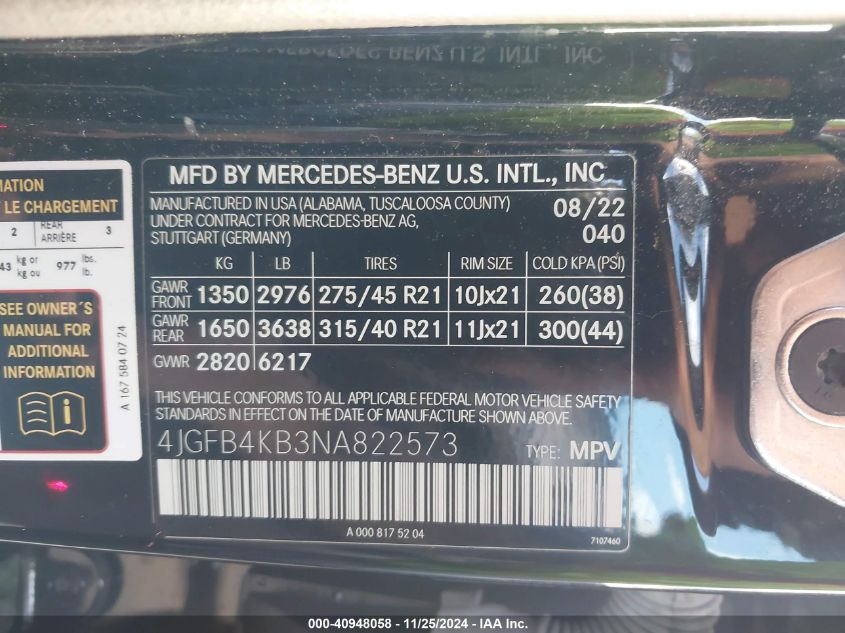 MFD BY MERCEDES-BENZ U.S. INTL., INC
MANUFACTURED IN USA (ALABAMA, TUSCALOOSA COUNTY) 08/22
UNDER CONTRACT FOR MERCEDES-BENZ AG,
STUTTGART (GERMANY) 040
KG LB TIRES RIM SIZE COLD KPA (PSI)
GAWR FRONT 1350 2976 275/45 R21 10Jx21 260(38)
GAWR REAR 1650 3638 315/40 R21 11Jx21 300(44)
GVWR 2820 6217
THIS VEHICLE CONFORMS TO ALL APPLICABLE FEDERAL MOTOR VEHICLE SAFETY
STANDARDS IN EFFECT ON THE DATE OF MANUFACTURE SHOWN ABOVE.
4JGFB4KB3NA822573 TYPE: MPV
A 000 817 52 04
7107460
MATION
LE CHARGEMENT
2 REAR ARRIÈRE 3
43 kg or kg ou 977 lbs. lb.
SEE OWNER'S
MANUAL FOR
ADDITIONAL
INFORMATION
i
A 167 584 07 24
000-40948058 - 11/25/2024 - IAA Inc.